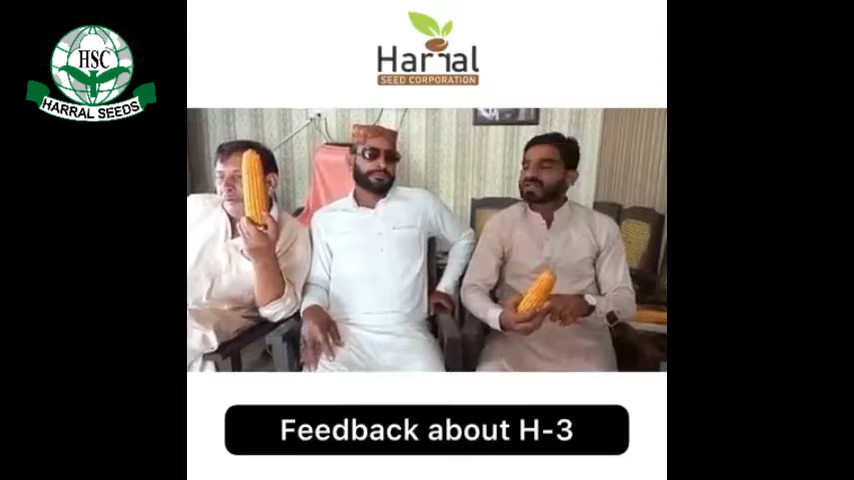 HSC
HARRAL SEEDS
Harral
SEED CORPORATION
Feedback about H-3